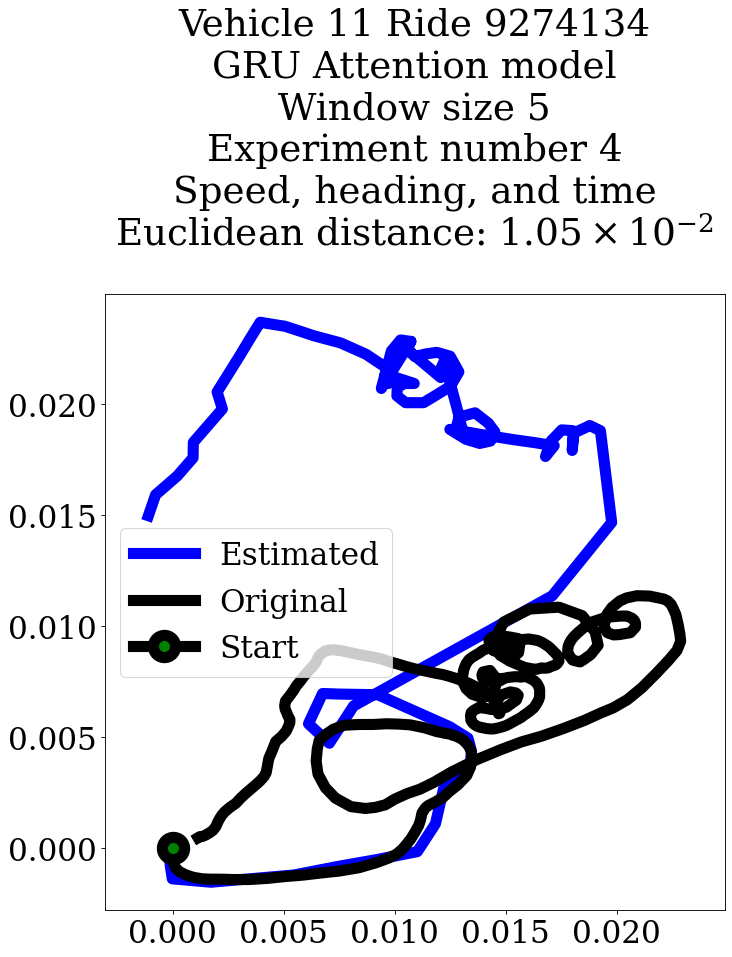 Vehicle 11 Ride 9274134
GRU Attention model
Window size 5
Experiment number 4
Speed, heading, and time
Euclidean distance: 1.05 × 10⁻²
0.020
0.015
0.010
0.005
0.000
Estimated
Original
Start
0.000 0.005 0.010 0.015 0.020